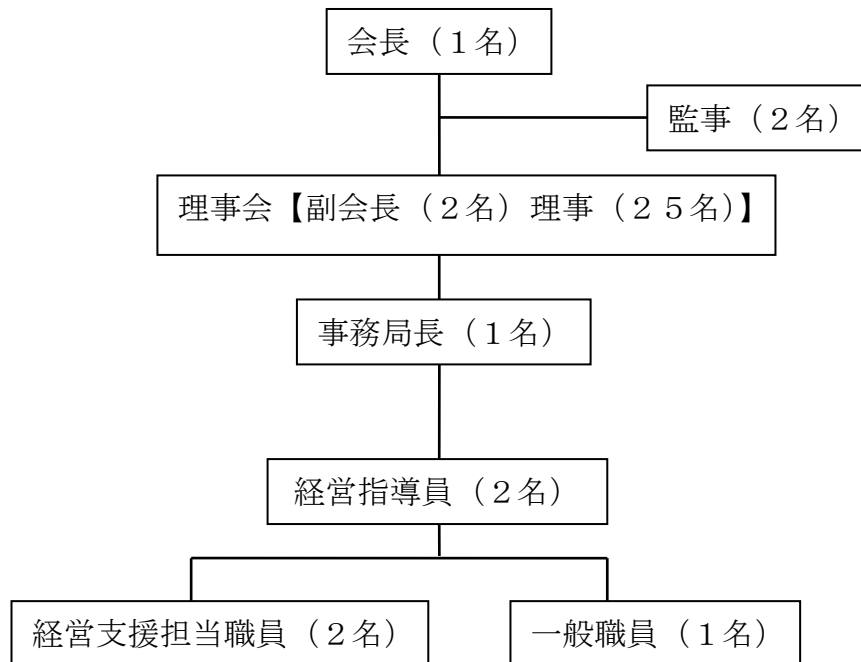 会長（１名）
監事（２名）
理事会【副会長（２名）理事（２５名）】
事務局長（１名）
経営指導員（２名）
経営支援担当職員（２名）
一般職員（１名）